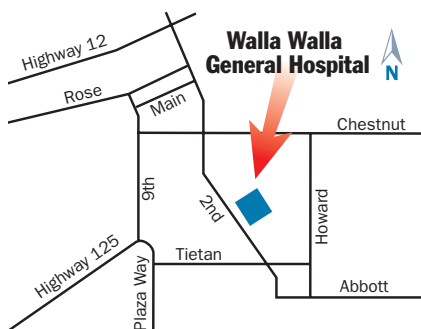 Highway 12
Walla Walla
General Hospital
N
Rose
Main
Chestnut
9th
2nd
Howard
Highway 125
Tietan
Plaza Way
Abbott